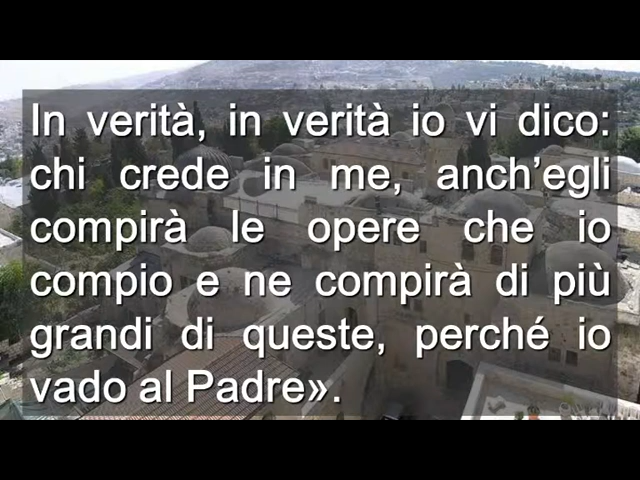 In verità, in verità io vi dico:
chi crede in me, anch’egli
compirà le opere che io
compio e ne compirà di più
grandi di queste, perché io
vado al Padre».